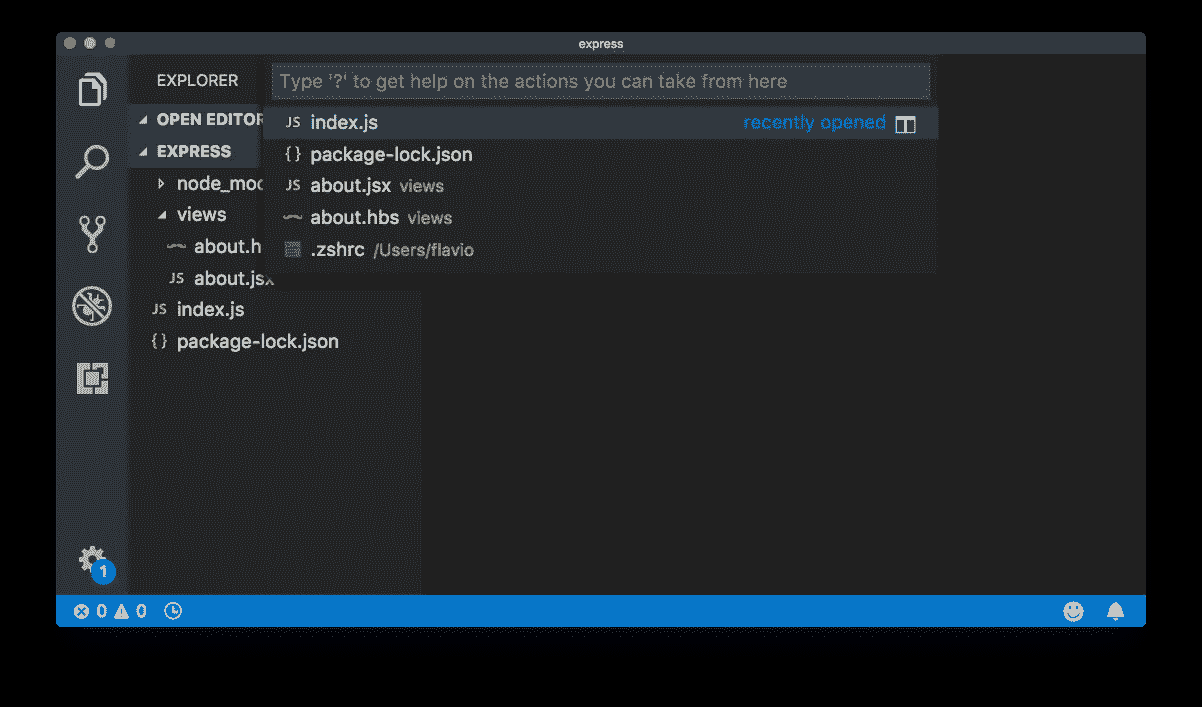 express
EXPLORER
Type '?' to get help on the actions you can take from here
OPEN EDITOR
JS index.js recently opened
EXPRESS
{} package-lock.json
node_mod
JS about.jsx views
views
about.hbs views
about.h
.zshrc /Users/flavio
JS about.jsx
JS index.js
{} package-lock.json
1
0 0